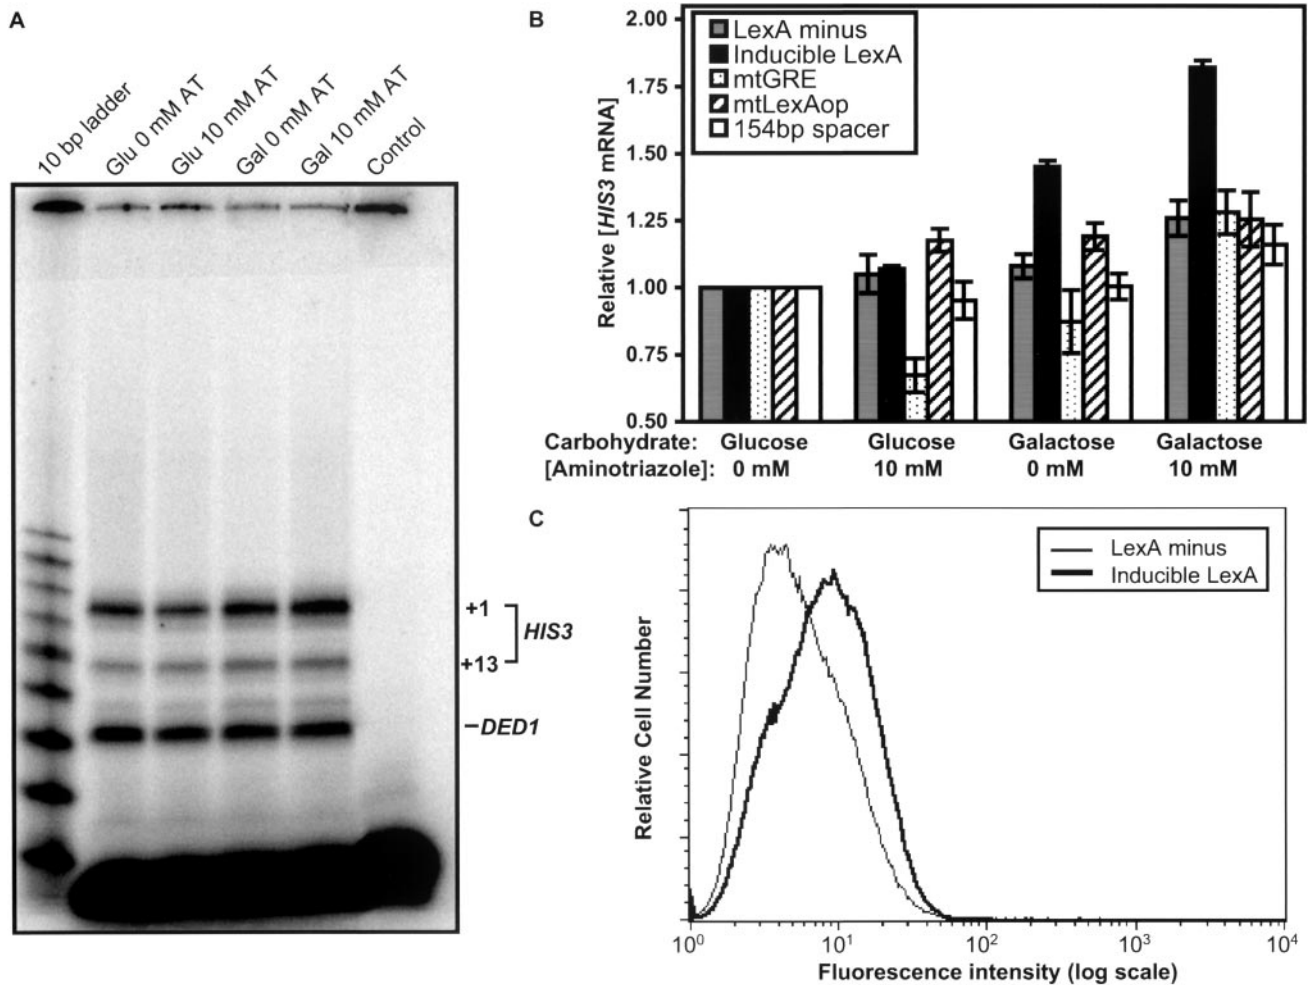 A
10 bp ladder
Glu 0 mM AT
Glu 10 mM AT
Gal 0 mM AT
Gal 10 mM AT
Control
+1
HIS3
+13
–DED1
B
Relative [HIS3 mRNA]
2.00
1.75
1.50
1.25
1.00
0.75
0.50
LexA minus
Inducible LexA
mtGRE
mtLexAop
154bp spacer
Carbohydrate: Glucose Glucose Galactose Galactose
[Aminotriazole]: 0 mM 10 mM 0 mM 10 mM
C
Relative Cell Number
LexA minus
Inducible LexA
10⁰ 10¹ 10² 10³ 10⁴
Fluorescence intensity (log scale)